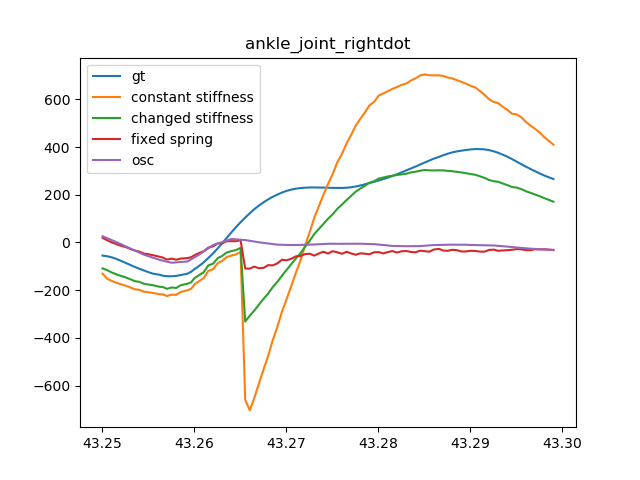 ankle_joint_rightdot
gt
constant stiffness
changed stiffness
fixed spring
osc
600
400
200
0
−200
−400
−600
43.25 43.26 43.27 43.28 43.29 43.30